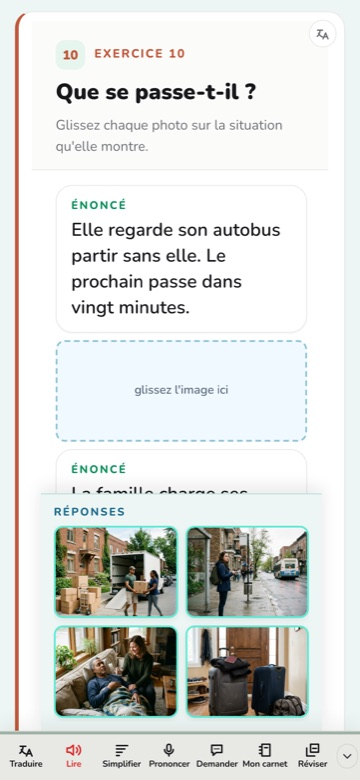 10 EXERCICE 10
Que se passe-t-il ?
Glissez chaque photo sur la situation
qu'elle montre.
ÉNONCÉ
Elle regarde son autobus
partir sans elle. Le
prochain passe dans
vingt minutes.
glissez l'image ici
ÉNONCÉ
La famille charge ses
RÉPONSES
Traduire
Lire
Simplifier
Prononcer
Demander
Mon carnet
Réviser